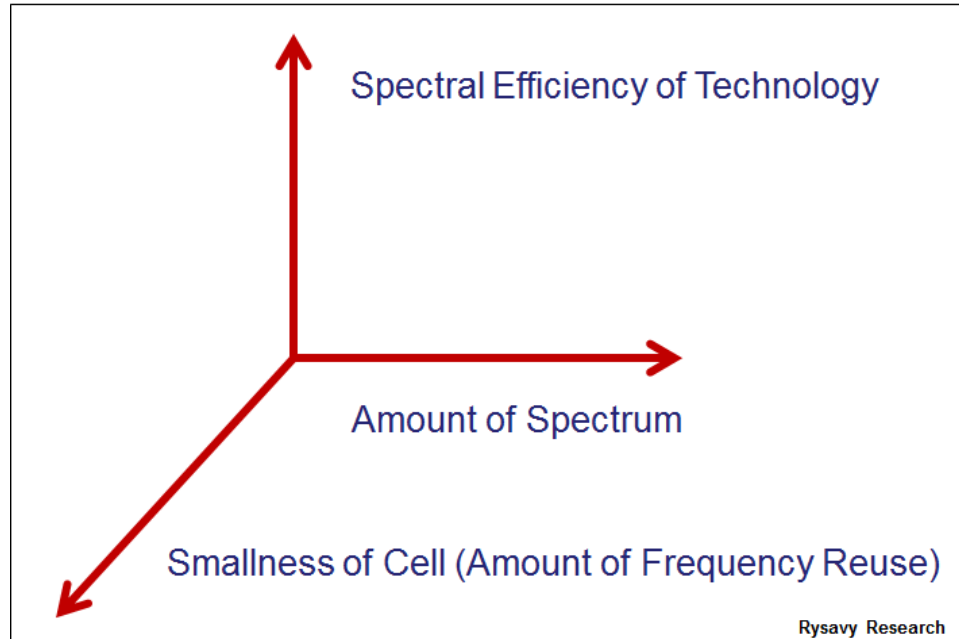 Spectral Efficiency of Technology
Amount of Spectrum
Smallness of Cell (Amount of Frequency Reuse)
Rysavy Research